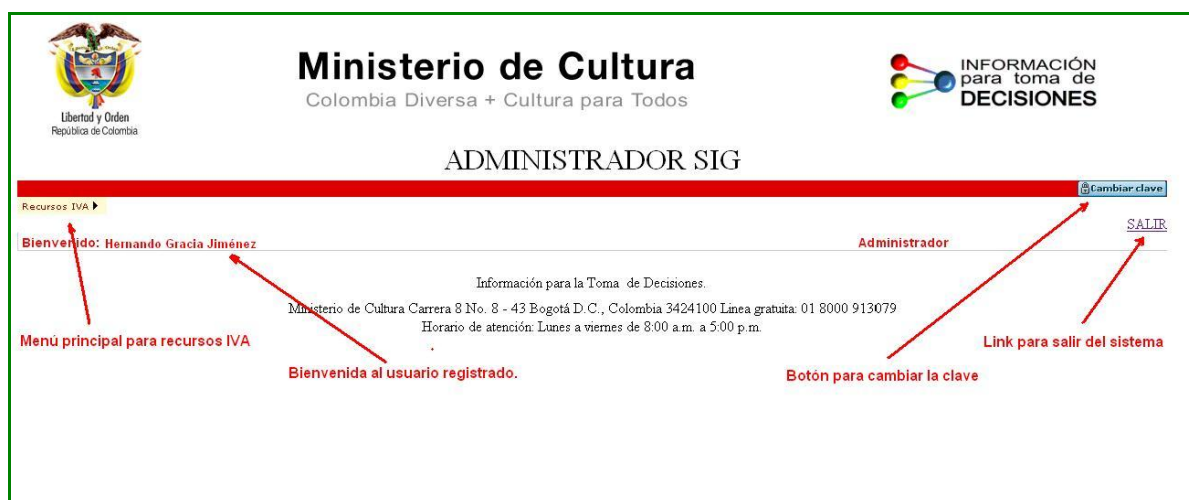 Libertad y Orden
República de Colombia
Ministerio de Cultura
Colombia Diversa + Cultura para Todos
INFORMACIÓN
para toma de
DECISIONES
ADMINISTRADOR SIG
Cambiar clave
Recursos IVA
SALIR
Bienvenido: Hernando Gracia Jiménez
Administrador
Información para la Toma de Decisiones.
Ministerio de Cultura Carrera 8 No. 8 - 43 Bogotá D.C., Colombia 3424100 Linea gratuita: 01 8000 913079
Horario de atención: Lunes a viernes de 8:00 a.m. a 5:00 p.m.
Menú principal para recursos IVA
Link para salir del sistema
Bienvenida al usuario registrado.
Botón para cambiar la clave